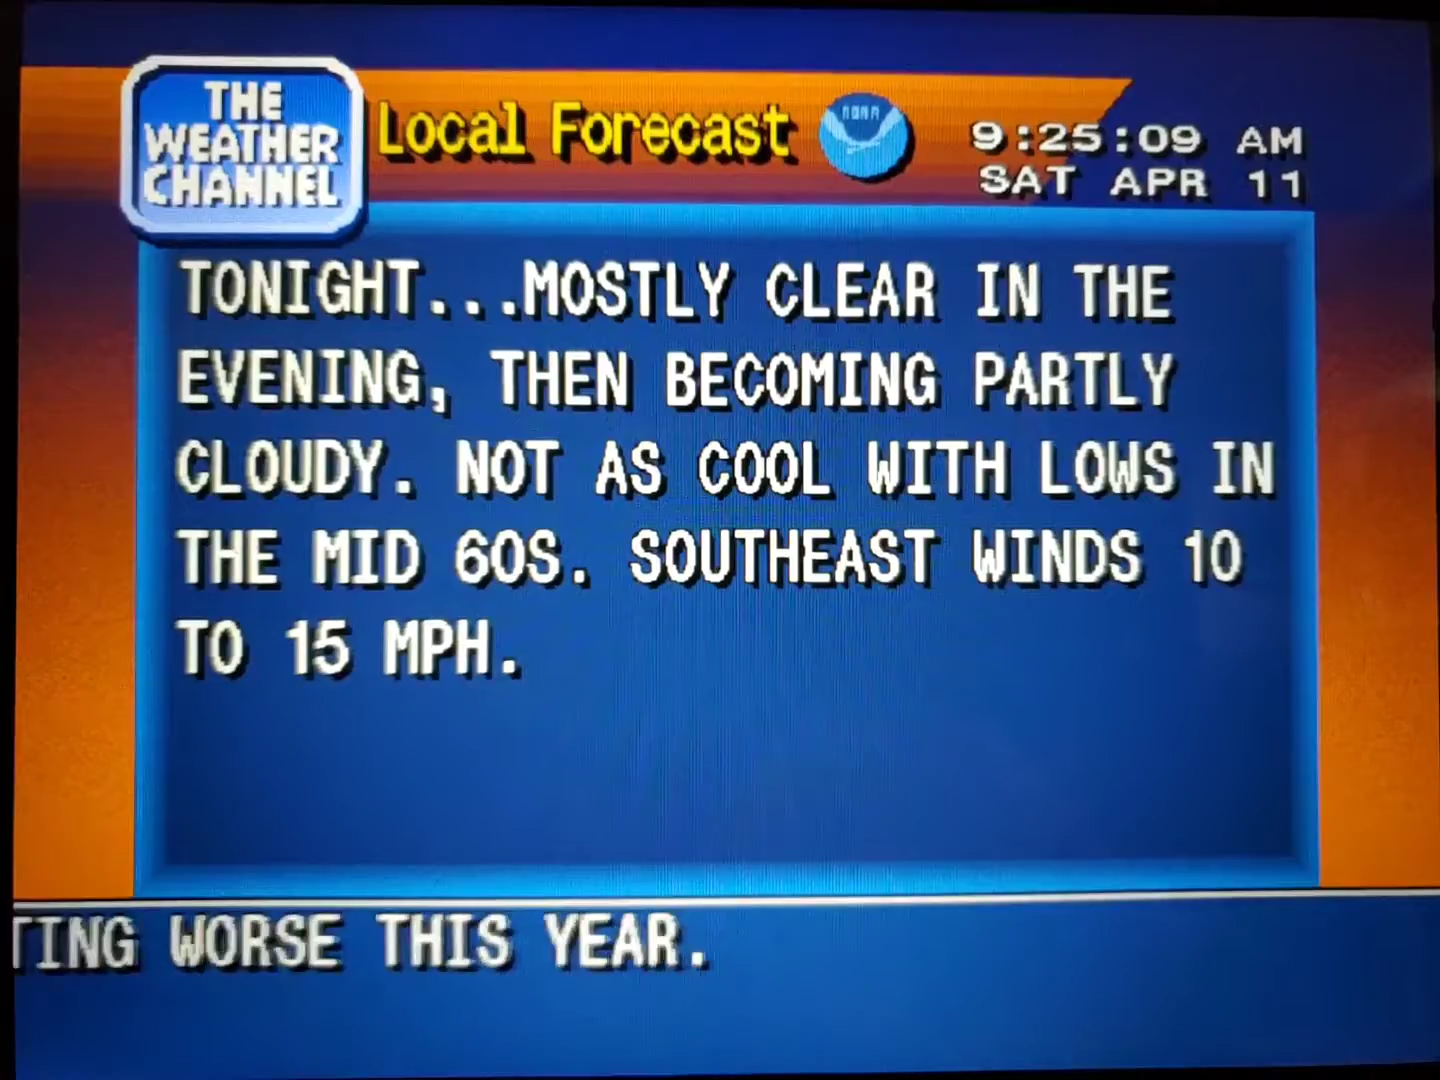 THE
WEATHER
CHANNEL
Local Forecast
NOAA
9:25:09 AM
SAT APR 11
TONIGHT...MOSTLY CLEAR IN THE
EVENING, THEN BECOMING PARTLY
CLOUDY. NOT AS COOL WITH LOWS IN
THE MID 60S. SOUTHEAST WINDS 10
TO 15 MPH.
TING WORSE THIS YEAR.